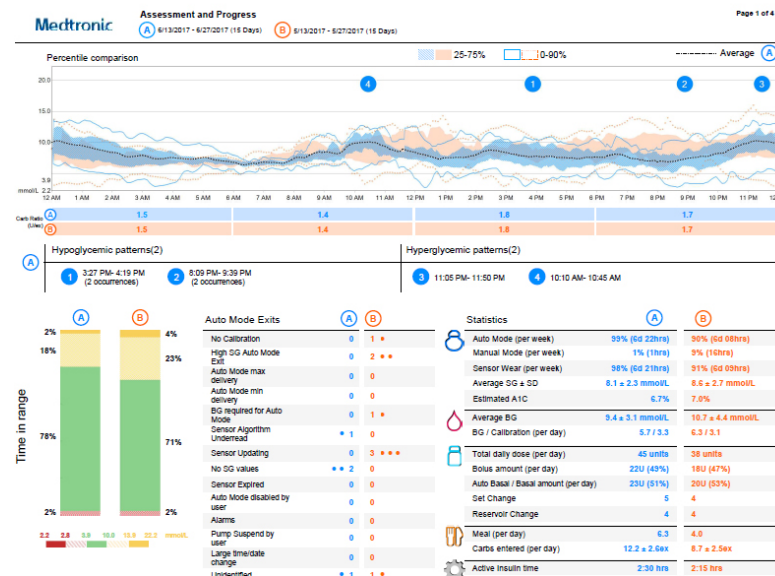 Medtronic
Assessment and Progress
Page 1 of 4
A 6/13/2017 - 6/27/2017 (15 Days) B 5/13/2017 - 5/27/2017 (15 Days)
Percentile comparison
25-75% 0-90% Average A
20.0
15.0
10.0
3.9
mmol/L 2.2
4 1 2 3
12 AM 1 AM 2 AM 3 AM 4 AM 5 AM 6 AM 7 AM 8 AM 9 AM 10 AM 11 AM 12 PM 1 PM 2 PM 3 PM 4 PM 5 PM 6 PM 7 PM 8 PM 9 PM 10 PM 11 PM 12
Carb Ratio
A 1.5 1.4 1.8 1.7
B 1.5 1.4 1.8 1.7
A
Hypoglycemic patterns(2)
1 3:27 PM- 4:19 PM
(2 occurrences)
2 8:09 PM- 9:39 PM
(2 occurrences)
Hyperglycemic patterns(2)
3 11:05 PM- 11:50 PM
4 10:10 AM- 10:45 AM
A B
2% 4%
18% 23%
78% 71%
2% 2%
Time in range
2.2 2.8 3.9 10.0 13.9 22.2 mmol/L
Auto Mode Exits A B
No Calibration 0 1
High SG Auto Mode
Exit 0 2
Auto Mode max
delivery 0 0
Auto Mode min
delivery 0 0
BG required for Auto
Mode 0 1
Sensor Algorithm
Underread 1 0
Sensor Updating 0 3
No SG values 2 0
Sensor Expired 0 0
Auto Mode disabled by
user 0 0
Alarms 0 0
Pump Suspend by
user 0 0
Large time/date
change 0 0
Unidentified 1 1
Statistics A B
Auto Mode (per week) 99% (6d 22hrs) 90% (6d 08hrs)
Manual Mode (per week) 1% (1hrs) 9% (16hrs)
Sensor Wear (per week) 98% (6d 21hrs) 91% (6d 09hrs)
Average SG ± SD 8.1 ± 2.3 mmol/L 8.6 ± 2.7 mmol/L
Estimated A1C 6.7% 7.0%
Average BG 9.4 ± 3.1 mmol/L 10.7 ± 4.4 mmol/L
BG / Calibration (per day) 5.7 / 3.3 6.3 / 3.1
Total daily dose (per day) 45 units 38 units
Bolus amount (per day) 22U (49%) 18U (47%)
Auto Basal / Basal amount (per day) 23U (51%) 20U (53%)
Set Change 5 4
Reservoir Change 4 4
Meal (per day) 6.3 4.0
Carbs entered (per day) 12.2 ± 2.6ex 8.7 ± 2.5ex
Active Insulin time 2:30 hrs 2:15 hrs